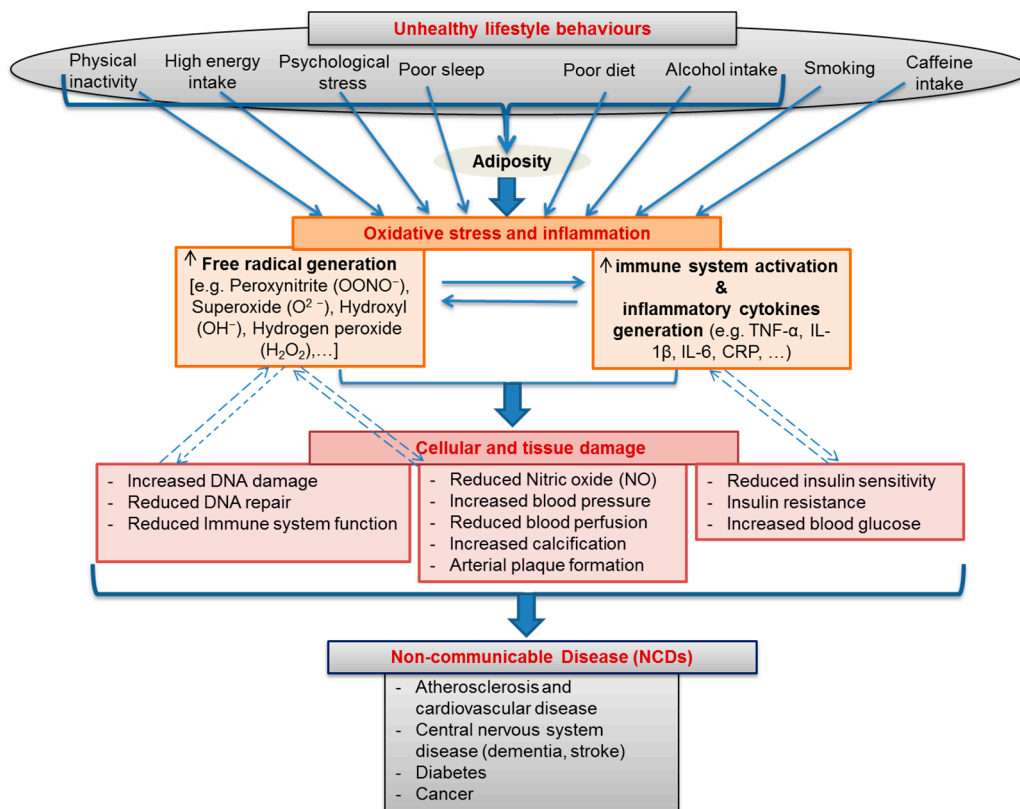 Unhealthy lifestyle behaviours
Physical
inactivity
High energy
intake
Psychological
stress
Poor sleep
Poor diet
Alcohol intake
Smoking
Caffeine
intake
Adiposity
Oxidative stress and inflammation
↑ Free radical generation
[e.g. Peroxynitrite (OONO⁻),
Superoxide (O²⁻), Hydroxyl
(OH⁻), Hydrogen peroxide
(H₂O₂),…]
↑ immune system activation
&
inflammatory cytokines
generation (e.g. TNF-α, IL-
1β, IL-6, CRP, …)
Cellular and tissue damage
- Increased DNA damage
- Reduced DNA repair
- Reduced Immune system function
- Reduced Nitric oxide (NO)
- Increased blood pressure
- Reduced blood perfusion
- Increased calcification
- Arterial plaque formation
- Reduced insulin sensitivity
- Insulin resistance
- Increased blood glucose
Non-communicable Disease (NCDs)
- Atherosclerosis and
cardiovascular disease
- Central nervous system
disease (dementia, stroke)
- Diabetes
- Cancer